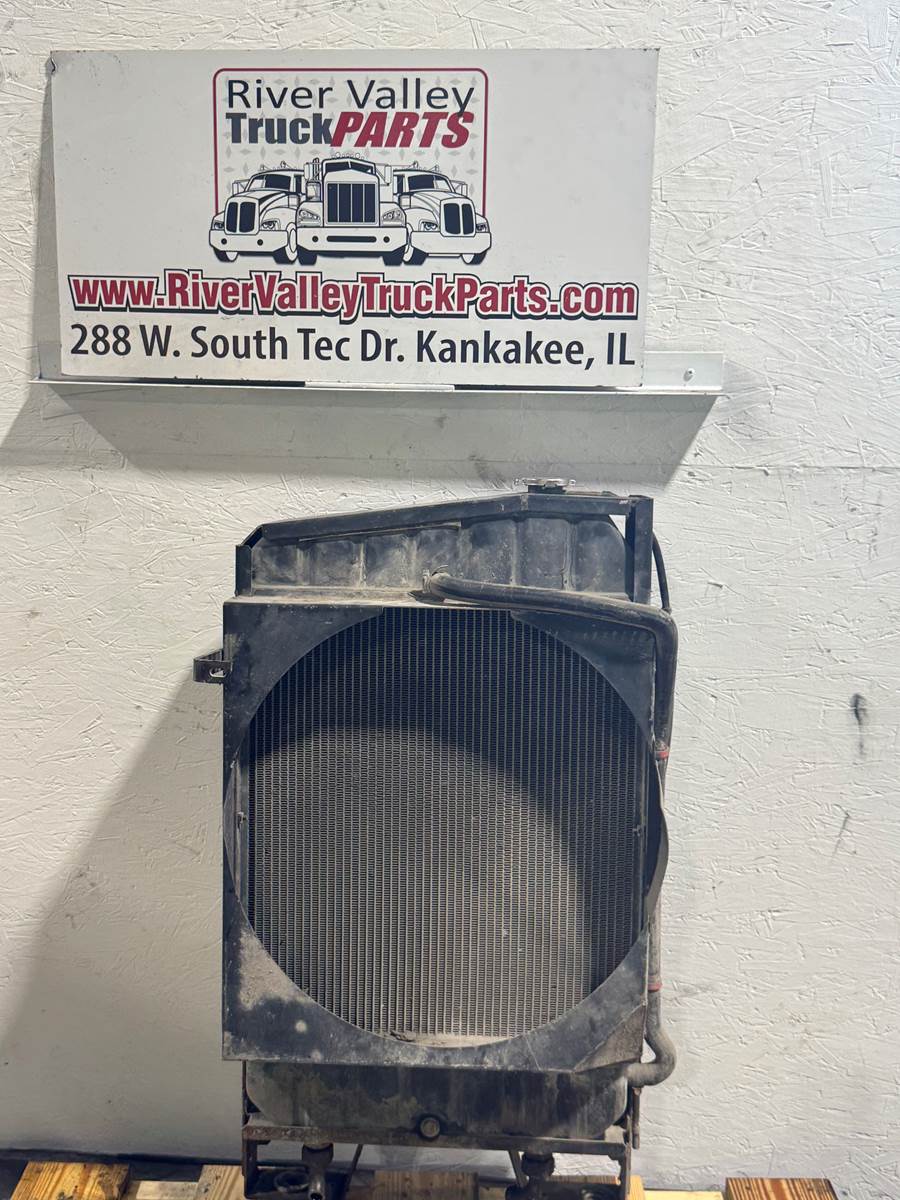 River Valley
TruckPARTS
www.RiverValleyTruckParts.com
288 W. South Tec Dr. Kankakee, IL